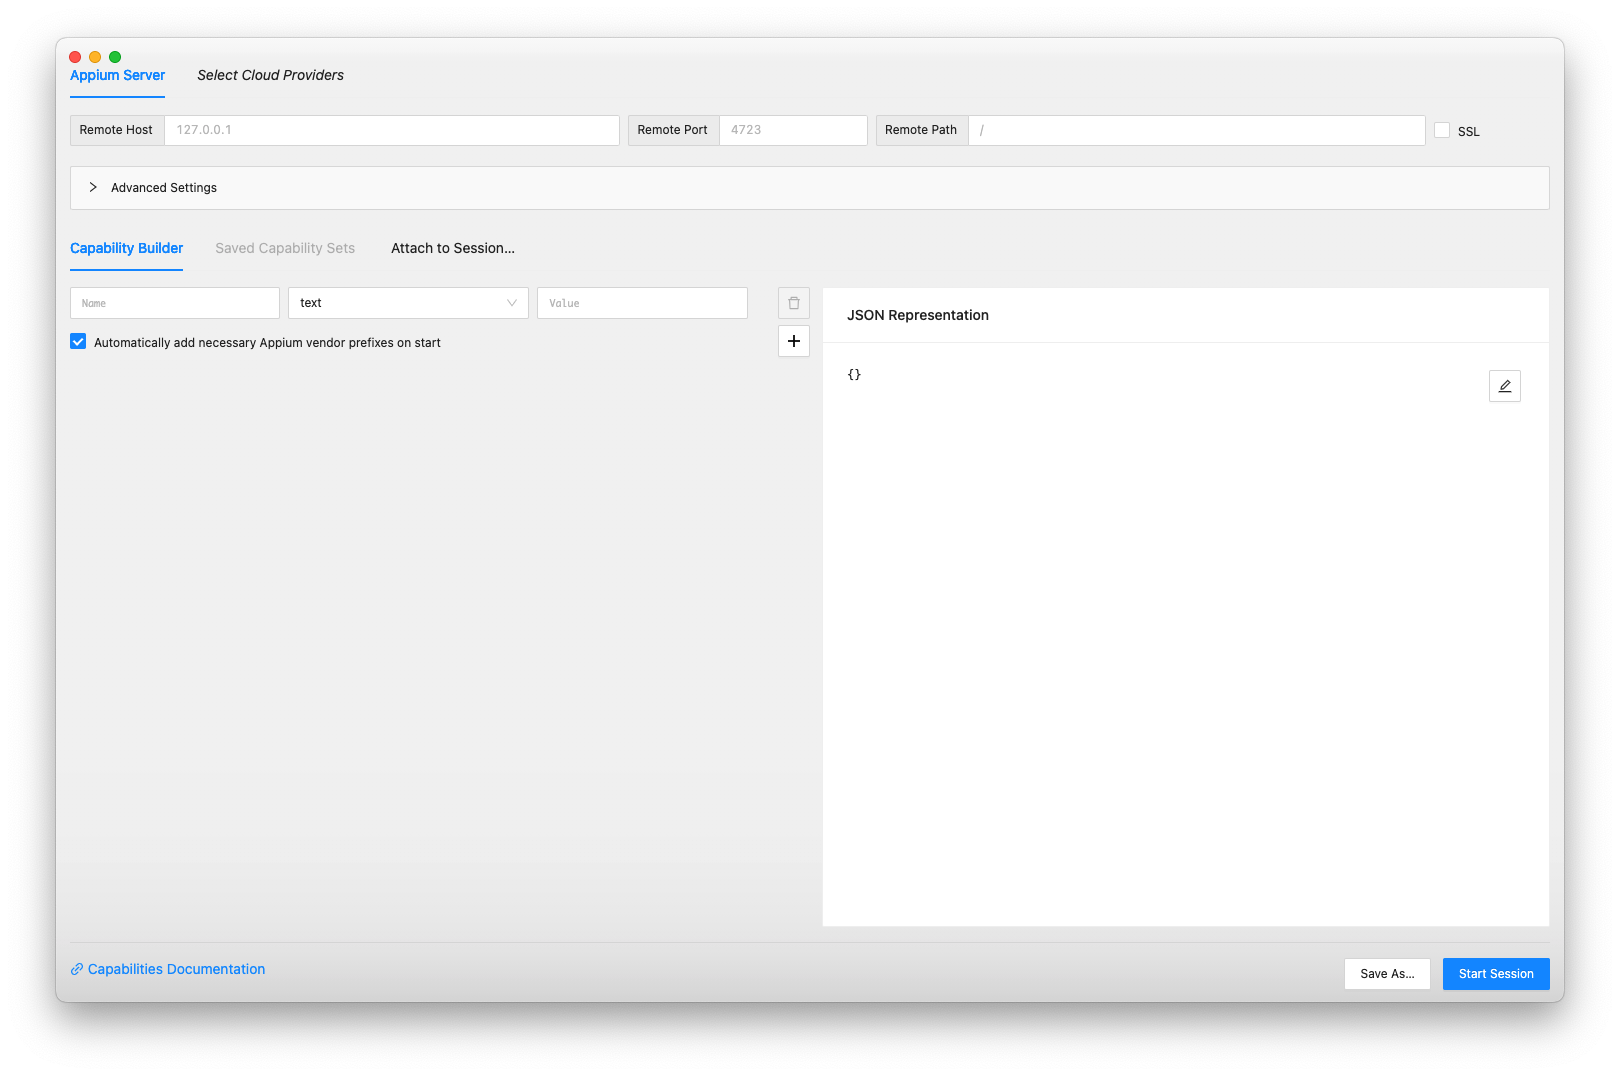 Appium Server Select Cloud Providers
Remote Host 127.0.0.1 Remote Port 4723 Remote Path / SSL
Advanced Settings
Capability Builder Saved Capability Sets Attach to Session...
Name text Value
Automatically add necessary Appium vendor prefixes on start
JSON Representation
{}
Capabilities Documentation
Save As... Start Session